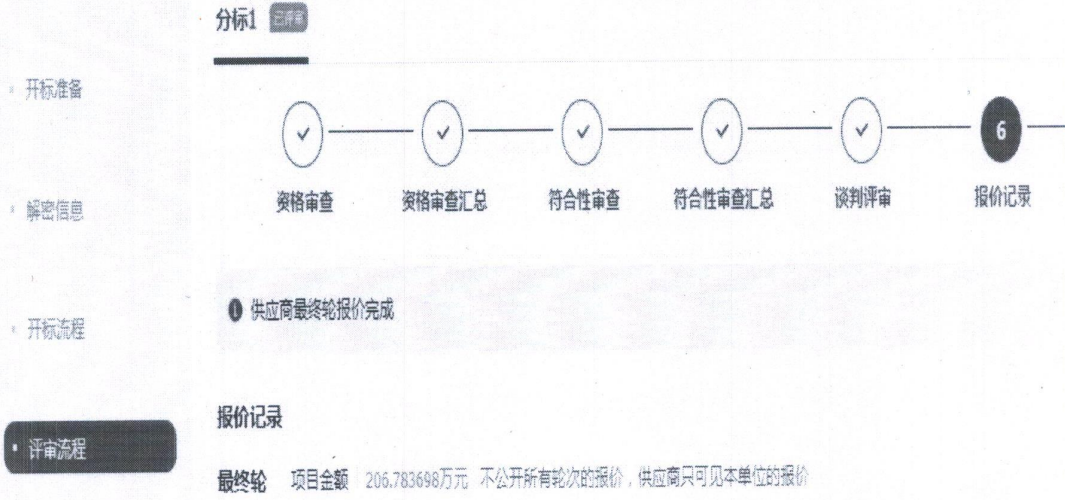 分标1 已评审
开标准备
6
资格审查 资格审查汇总 符合性审查 符合性审查汇总 谈判评审 报价记录
解密信息
供应商最终轮报价完成
开标流程
报价记录
评审流程
最终轮 项目金额 206.783698万元 不公开所有轮次的报价，供应商只可见本单位的报价